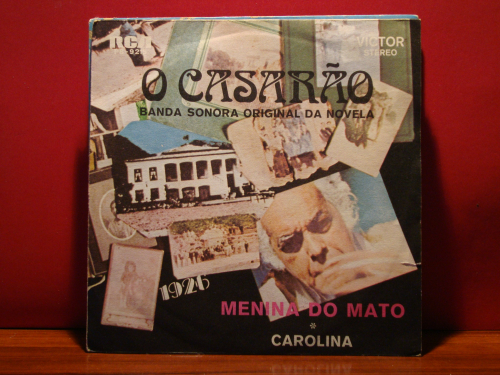 RCA VICTOR
STEREO
O CASARÃO
BANDA SONORA ORIGINAL DA NOVELA
1926
MENINA DO MATO
*
CAROLINA